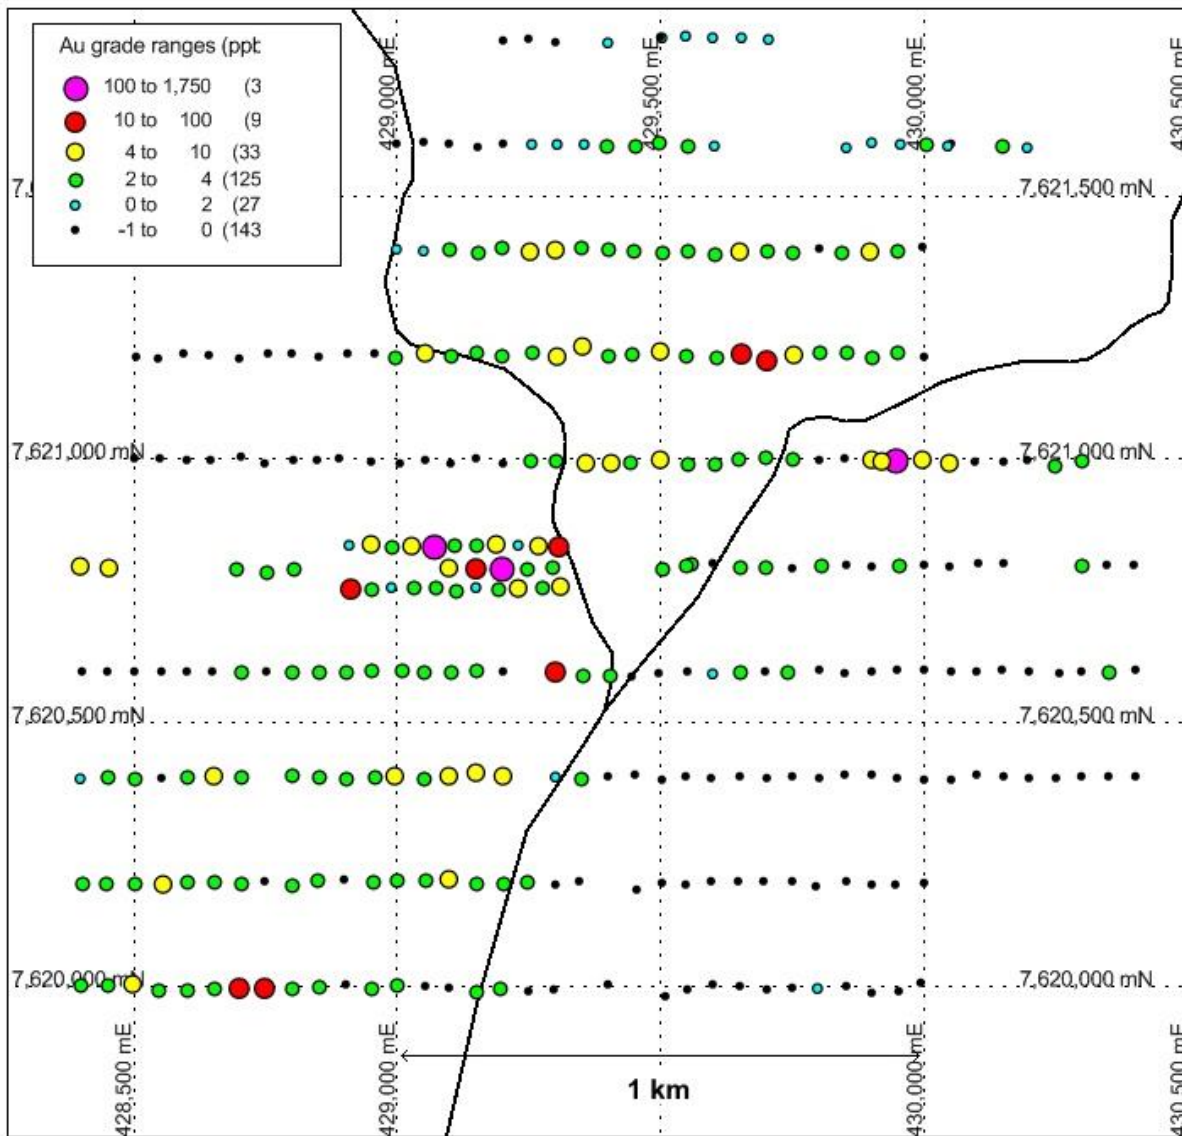 Au grade ranges (ppb
100 to 1,750 (3
10 to 100 (9
4 to 10 (33
2 to 4 (125
0 to 2 (27
-1 to 0 (143
429,000 mE
429,500 mE
430,000 mE
430,500 mE
7,621,500 mN
7,621,000 mN
7,621,000 mN
7,620,500 mN
7,620,500 mN
7,620,000 mN
7,620,000 mN
428,500 mE
429,000 mE
429,500 mE
430,000 mE
430,500 mE
1 km